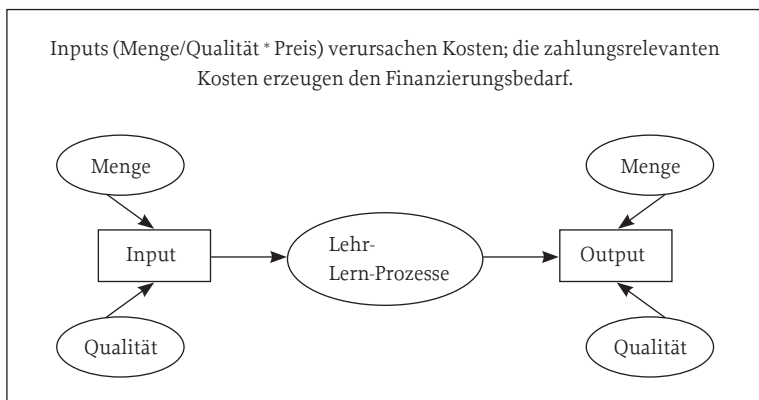 Inputs (Menge/Qualität * Preis) verursachen Kosten; die zahlungsrelevanten
Kosten erzeugen den Finanzierungsbedarf.
Menge
Menge
Input
Lehr-
Lern-Prozesse
Output
Qualität
Qualität